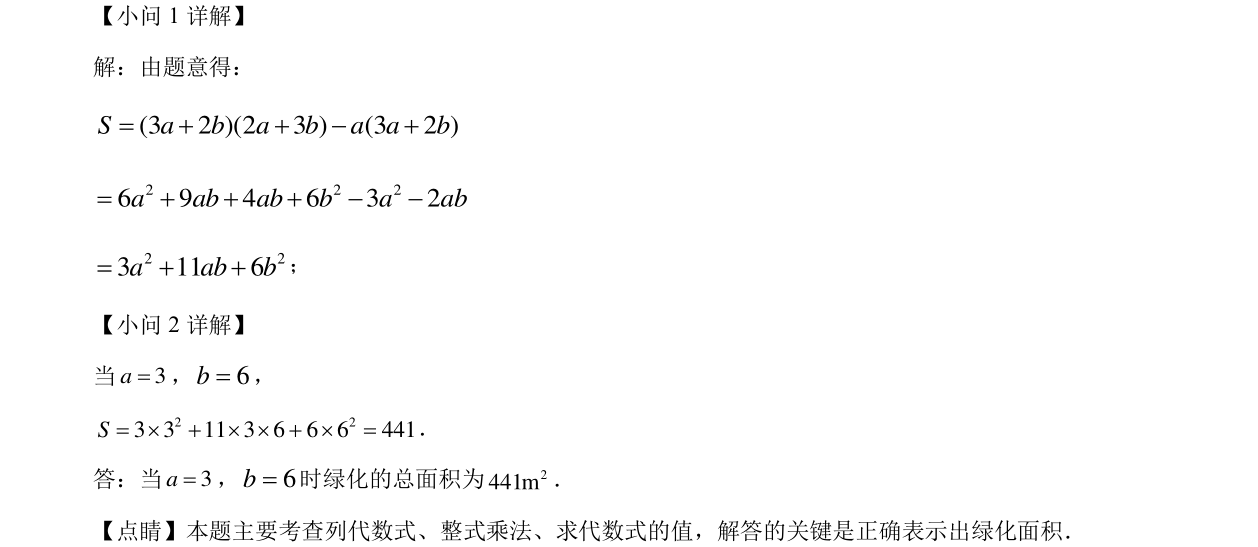 【小问 1 详解】
解：由题意得：
S = (3a + 2b)(2a + 3b) − a(3a + 2b)
= 6a² + 9ab + 4ab + 6b² − 3a² − 2ab
= 3a² + 11ab + 6b²；
【小问 2 详解】
当 a = 3，b = 6，
S = 3×3² + 11×3×6 + 6×6² = 441．
答：当 a = 3，b = 6 时绿化的总面积为 441m²．
【点睛】本题主要考查列代数式、整式乘法、求代数式的值，解答的关键是正确表示出绿化面积．